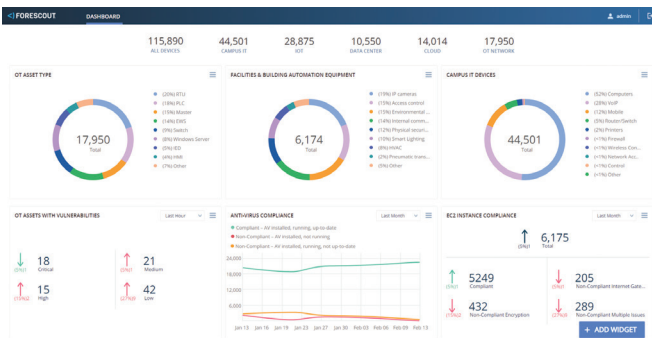 <| FORESCOUT DASHBOARD admin
115,890 44,501 28,875 10,550 14,014 17,950
ALL DEVICES CAMPUS IT IOT DATA CENTER CLOUD OT NETWORK
OT ASSET TYPE
17,950
Total
(20%) RTU
(18%) PLC
(15%) Master
(14%) EWS
(9%) Switch
(8%) Windows Server
(5%) IED
(4%) HMI
(7%) Other
FACILITIES & BUILDING AUTOMATION EQUIPMENT
6,174
Total
(19%) IP cameras
(15%) Access control
(15%) Environmental ...
(14%) Internal comm...
(12%) Physical securi...
(10%) Smart Lighting
(8%) HVAC
(2%) Pneumatic trans...
(5%) Other
CAMPUS IT DEVICES
44,501
Total
(52%) Computers
(28%) VoIP
(12%) Mobile
(3%) Router/Switch
(2%) Printers
(>1%) Firewall
(>1%) Wireless Con...
(>1%) Network Acc...
(>1%) Control
(>1%) Other
OT ASSETS WITH VULNERABILITIES Last Hour
18
Critical
21
Medium
15
High
42
Low
ANTI-VIRUS COMPLIANCE Last Month
Compliant – AV installed, running, up-to-date
Non-Compliant – AV installed, not running
Non-Compliant – AV installed, running, not up-to-date
24,000
18,000
12,000
6,000
Jan 13 Jan 16 Jan 19 Jan 23 Jan 27 Jan 30 Feb 03 Feb 06 Feb 09 Feb 13
EC2 INSTANCE COMPLIANCE Last Month
6,175
Total
5249
Compliant
205
Non-Compliant Internet Gate...
432
Non-Compliant Encryption
289
Non-Compliant Multiple Issues
+ ADD WIDGET